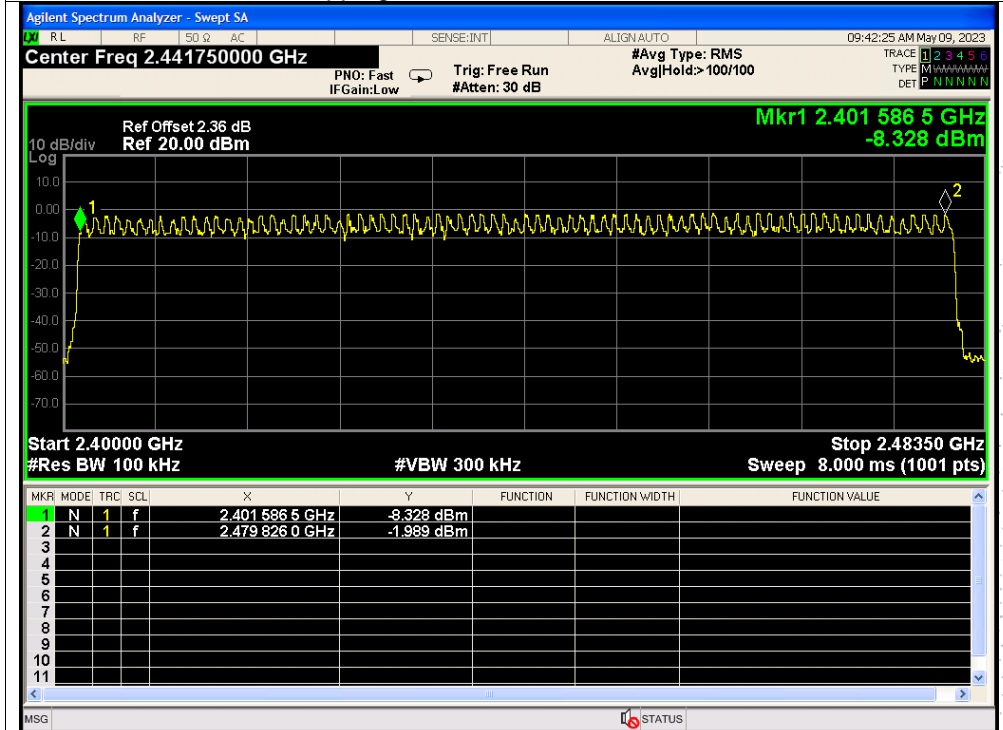 Agilent Spectrum Analyzer - Swept SA
LXI RL RF 50 Ω AC SENSE:INT ALIGN AUTO 09:42:25 AM May 09, 2023
Center Freq 2.441750000 GHz #Avg Type: RMS TRACE 1 2 3 4 5 6
PNO: Fast Trig: Free Run Avg|Hold:> 100/100 TYPE M WWWWW
IFGain:Low #Atten: 30 dB DET P N N N N N
Mkr1 2.401 586 5 GHz
Ref Offset 2.36 dB
10 dB/div Ref 20.00 dBm -8.328 dBm
Log
10.0
0.00
-10.0
-20.0
-30.0
-40.0
-50.0
-60.0
-70.0
1
2
Start 2.40000 GHz Stop 2.48350 GHz
#Res BW 100 kHz #VBW 300 kHz Sweep 8.000 ms (1001 pts)
MKR MODE TRC SCL X Y FUNCTION FUNCTION WIDTH FUNCTION VALUE
1 N 1 f 2.401 586 5 GHz -8.328 dBm
2 N 1 f 2.479 826 0 GHz -1.989 dBm
3
4
5
6
7
8
9
10
11
MSG STATUS